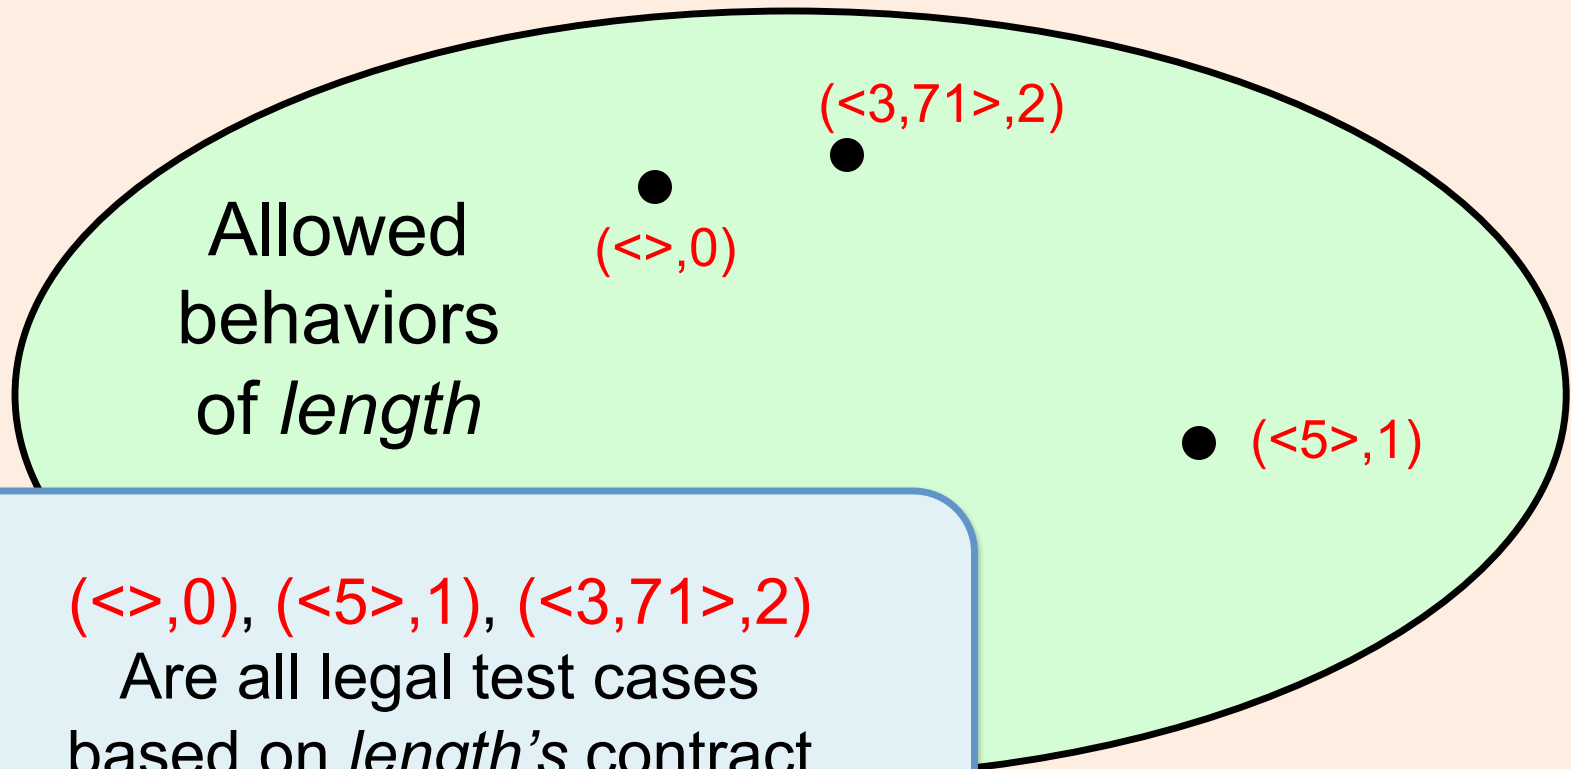 (<3,71>,2)
(<>,0)
Allowed
behaviors
of length
(<5>,1)
(<>,0), (<5>,1), (<3,71>,2)
Are all legal test cases
based on length's contract